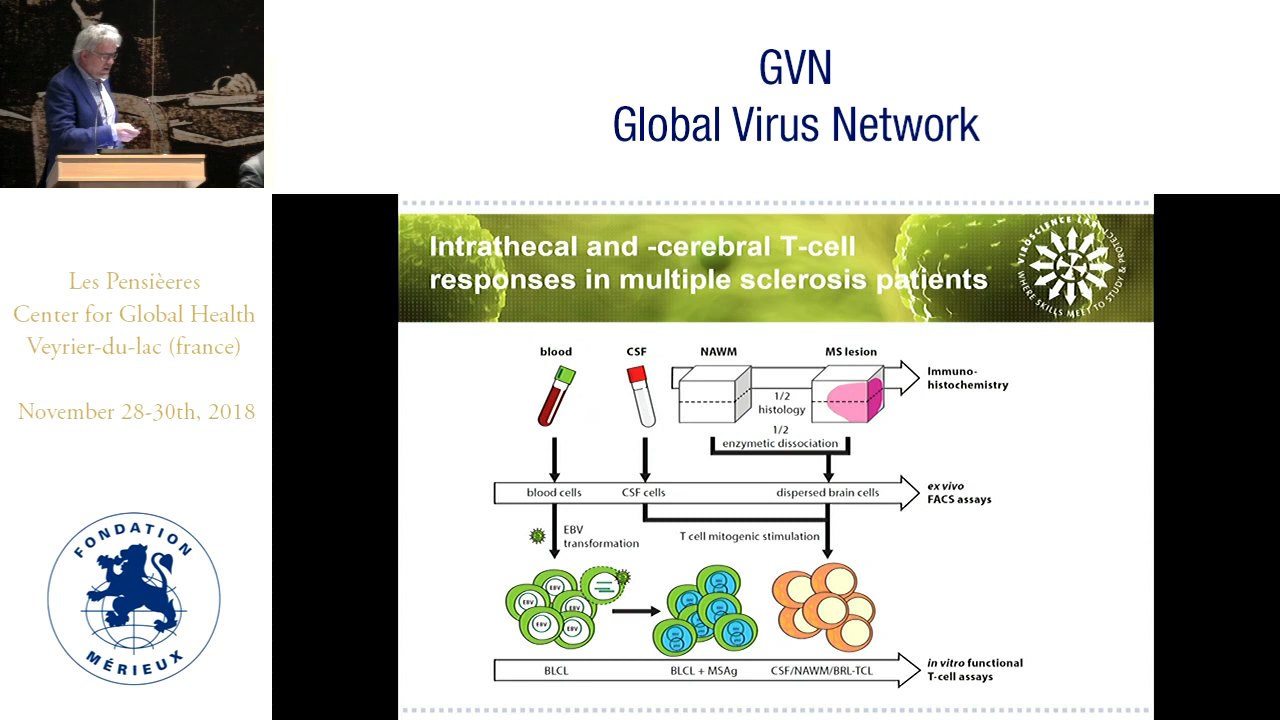 GVN
Global Virus Network
Les Pensièeres
Center for Global Health
Veyrier-du-lac (france)
November 28-30th, 2018
FONDATION
MÉRIEUX
Intrathecal and -cerebral T-cell
responses in multiple sclerosis patients
VIROSCIENCE LAB
WHERE SKILLS MEET TO STUDY & PROTECT
blood
CSF
NAWM
MS lesion
Immuno-
histochemistry
1/2
histology
1/2
enzymetic dissociation
blood cells
CSF cells
dispersed brain cells
ex vivo
FACS assays
EBV
transformation
T cell mitogenic stimulation
EBV
EBV
EBV
EBV
EBV
BLCL
BLCL + MSAg
CSF/NAWM/BRL-TCL
in vitro functional
T-cell assays